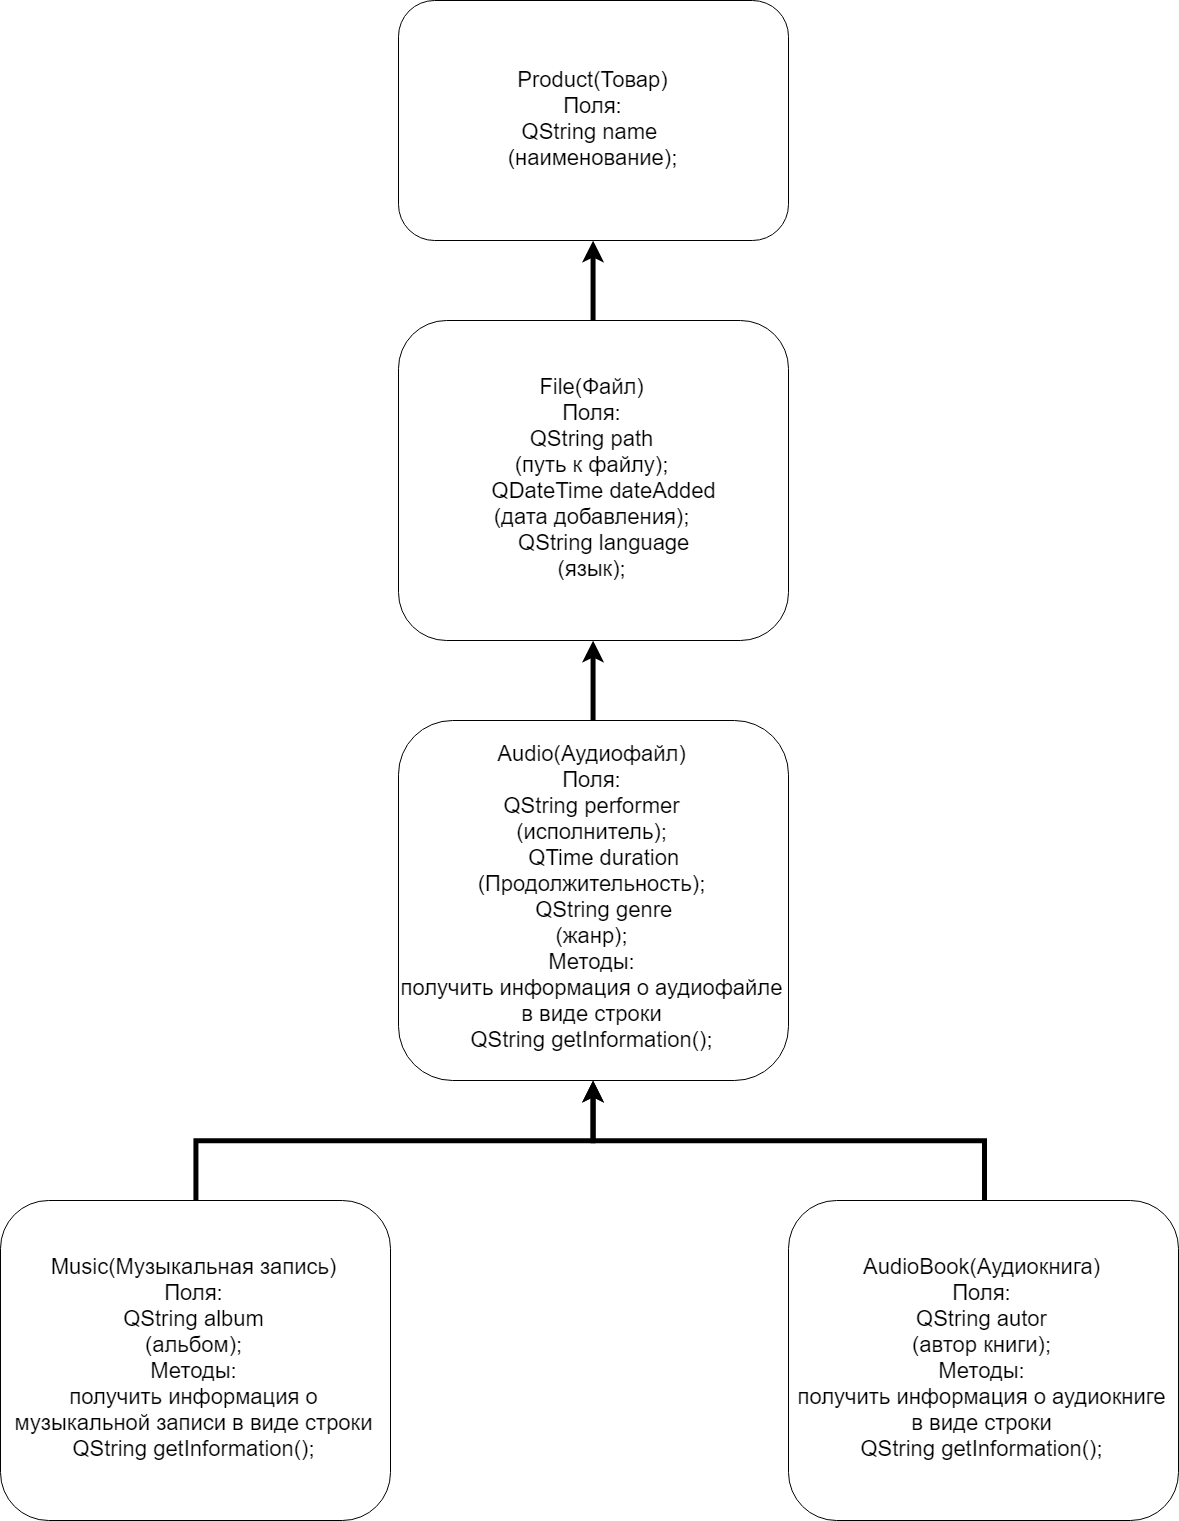 Product(Товар)
Поля:
QString name
(наименование);
File(Файл)
Поля:
QString path
(путь к файлу);
QDateTime dateAdded
(дата добавления);
QString language
(язык);
Audio(Аудиофайл)
Поля:
QString performer
(исполнитель);
QTime duration
(Продолжительность);
QString genre
(жанр);
Методы:
получить информация о аудиофайле
в виде строки
QString getInformation();
Music(Музыкальная запись)
Поля:
QString album
(альбом);
Методы:
получить информация о
музыкальной записи в виде строки
QString getInformation();
AudioBook(Аудиокнига)
Поля:
QString autor
(автор книги);
Методы:
получить информация о аудиокниге
в виде строки
QString getInformation();